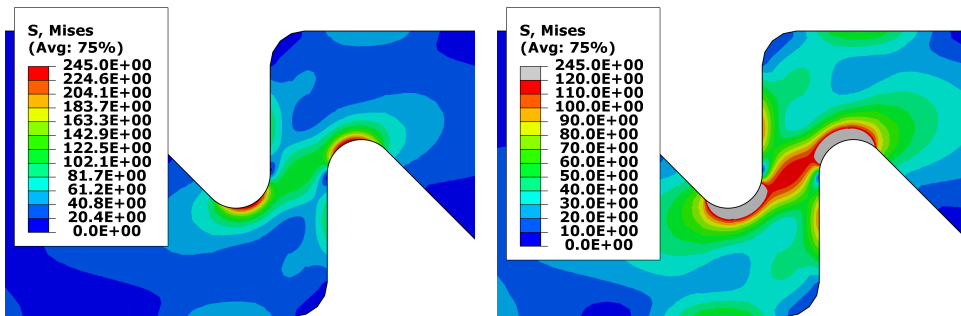 S, Mises
(Avg: 75%)
245.0E+00
224.6E+00
204.1E+00
183.7E+00
163.3E+00
142.9E+00
122.5E+00
102.1E+00
81.7E+00
61.2E+00
40.8E+00
20.4E+00
0.0E+00
S, Mises
(Avg: 75%)
245.0E+00
120.0E+00
110.0E+00
100.0E+00
90.0E+00
80.0E+00
70.0E+00
60.0E+00
50.0E+00
40.0E+00
30.0E+00
20.0E+00
10.0E+00
0.0E+00